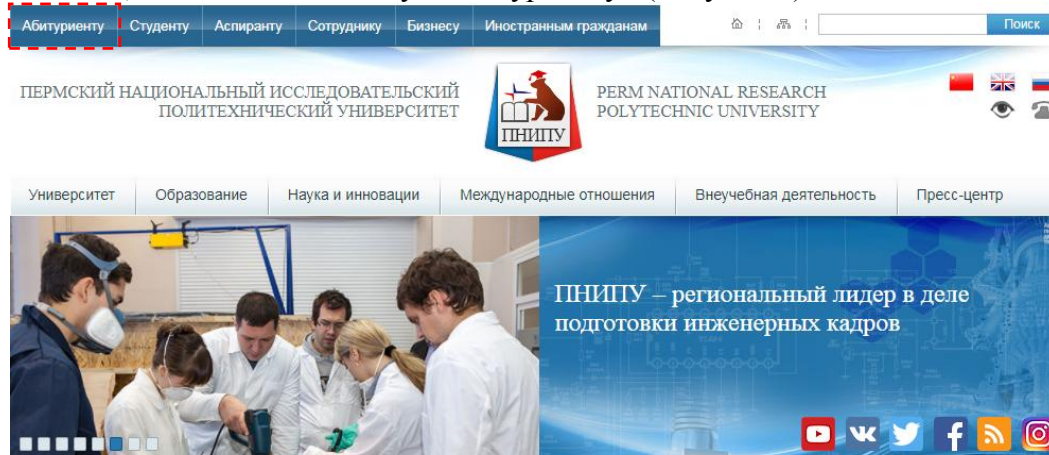 Абитуриенту Студенту Аспиранту Сотруднику Бизнесу Иностранным гражданам Поиск
ПЕРМСКИЙ НАЦИОНАЛЬНЫЙ ИССЛЕДОВАТЕЛЬСКИЙ
ПОЛИТЕХНИЧЕСКИЙ УНИВЕРСИТЕТ
ПНИПУ
PERM NATIONAL RESEARCH
POLYTECHNIC UNIVERSITY
Университет Образование Наука и инновации Международные отношения Внеучебная деятельность Пресс-центр
ПНИПУ – региональный лидер в деле
подготовки инженерных кадров